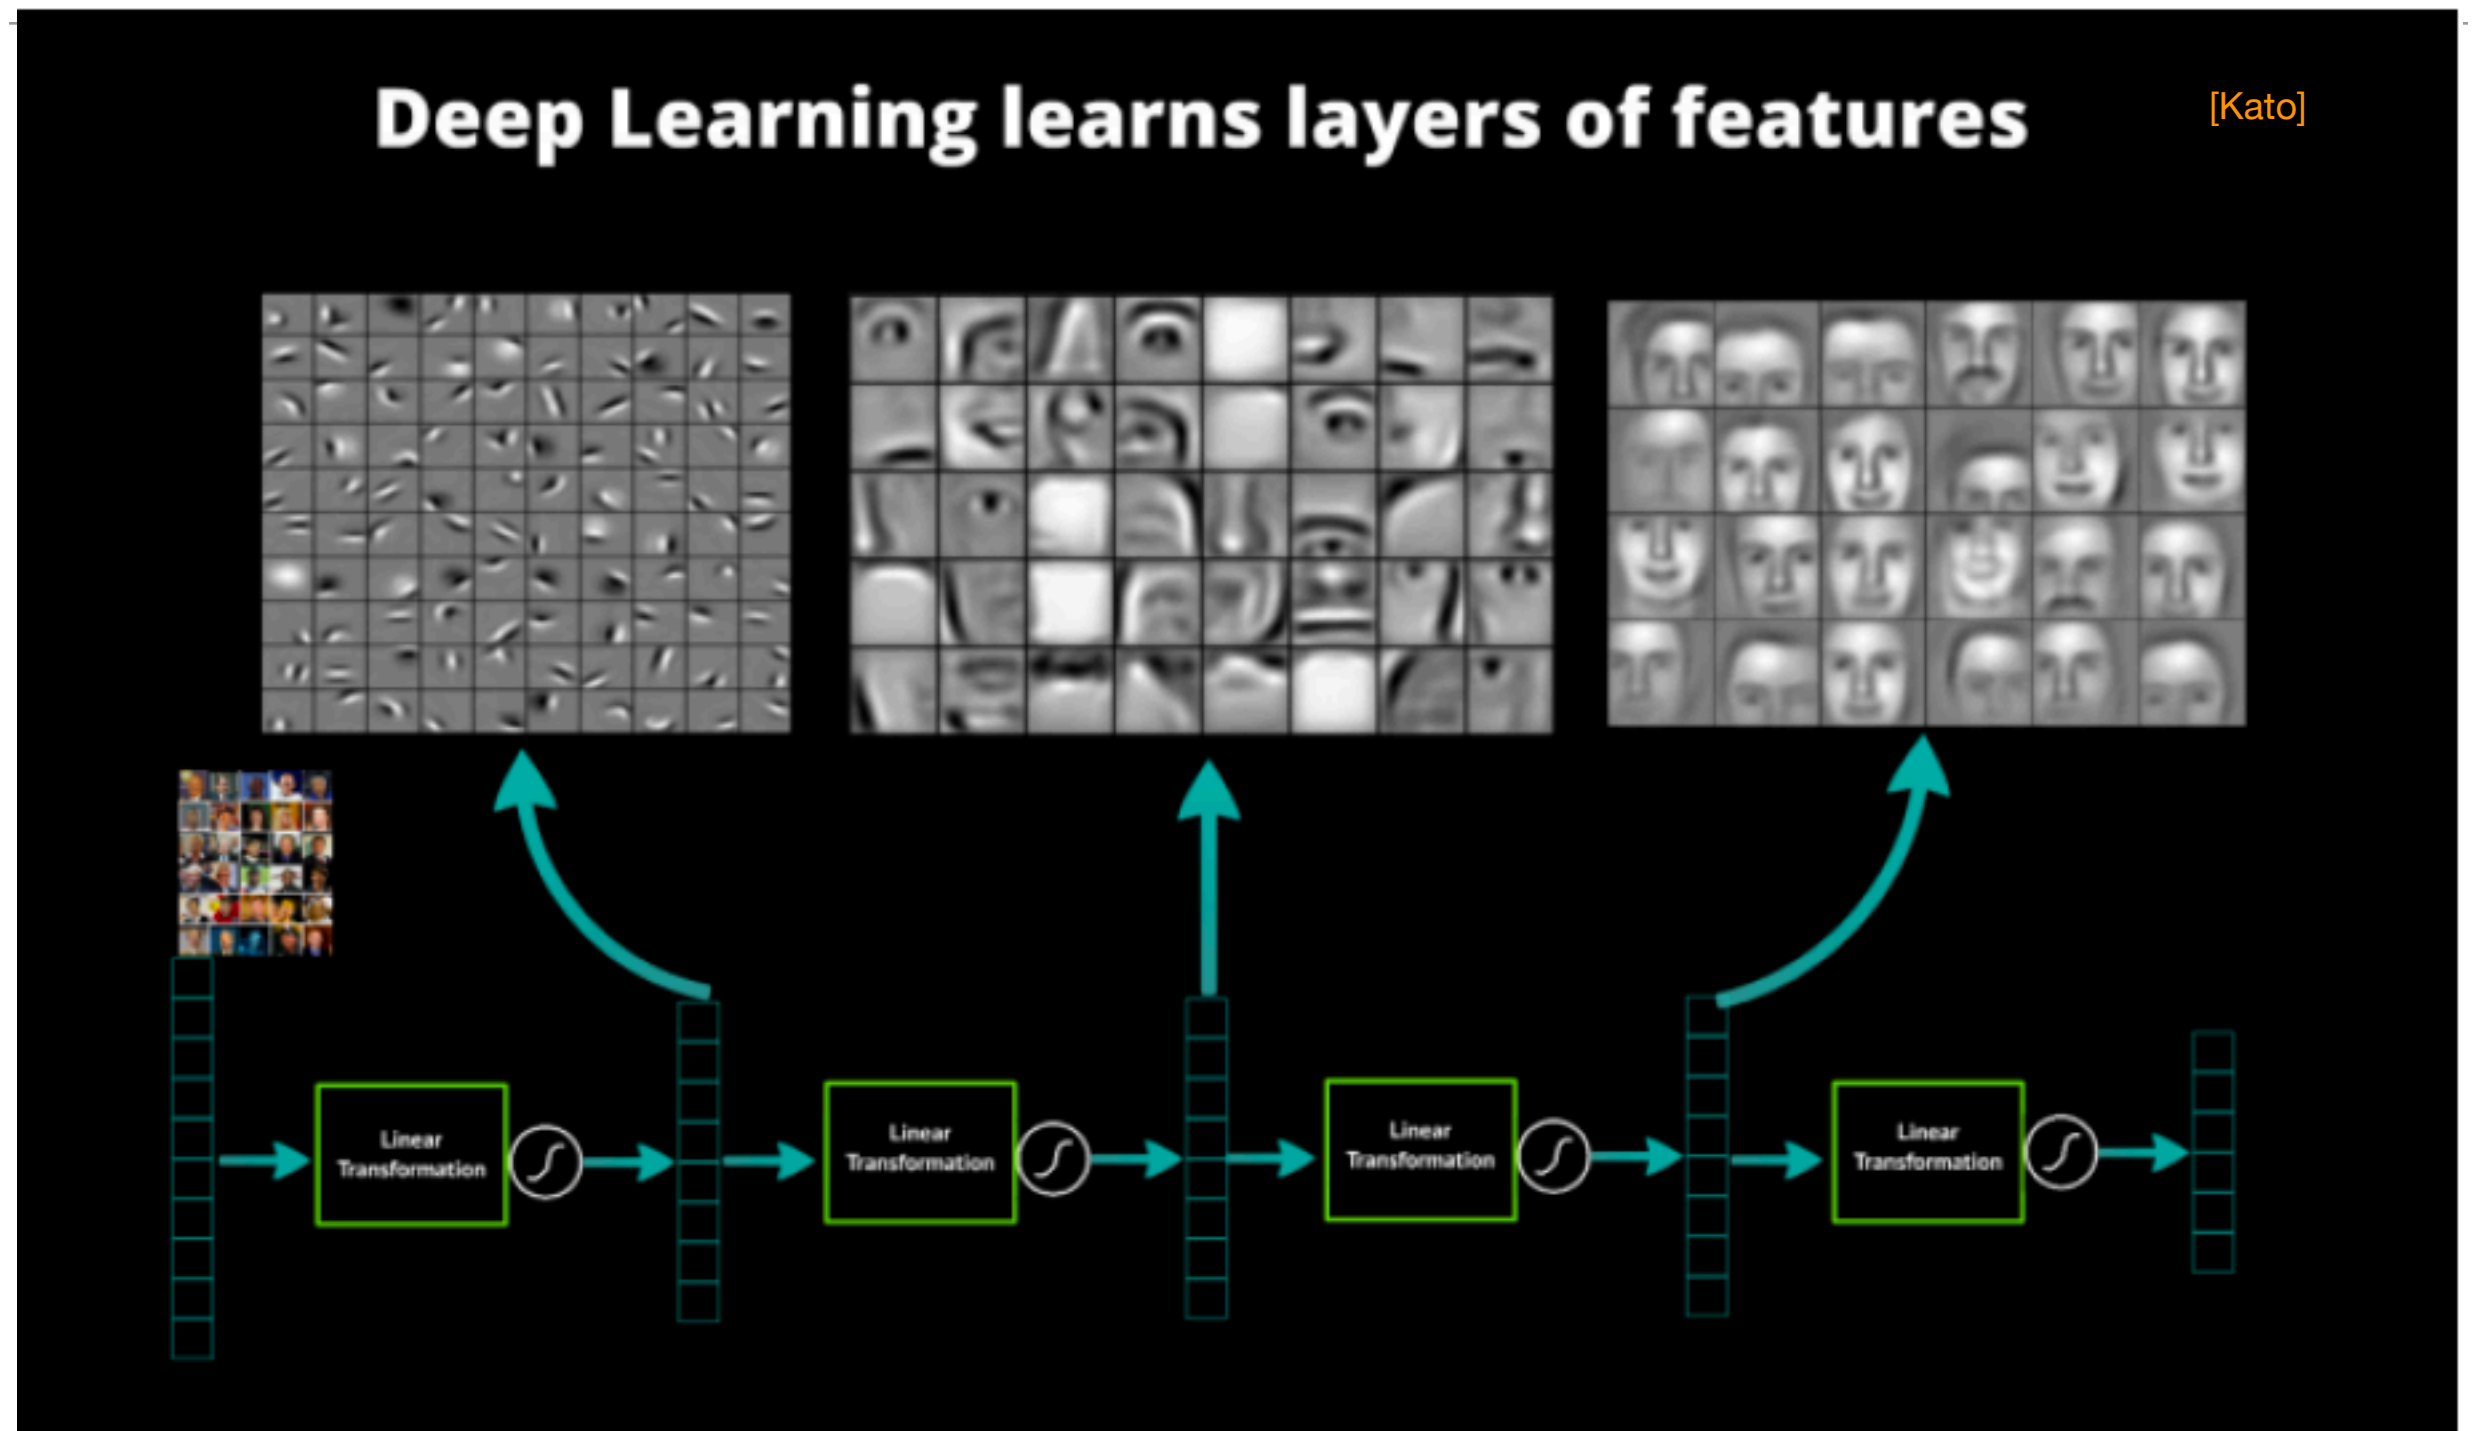 Deep Learning learns layers of features
[Kato]
Linear
Transformation
Linear
Transformation
Linear
Transformation
Linear
Transformation